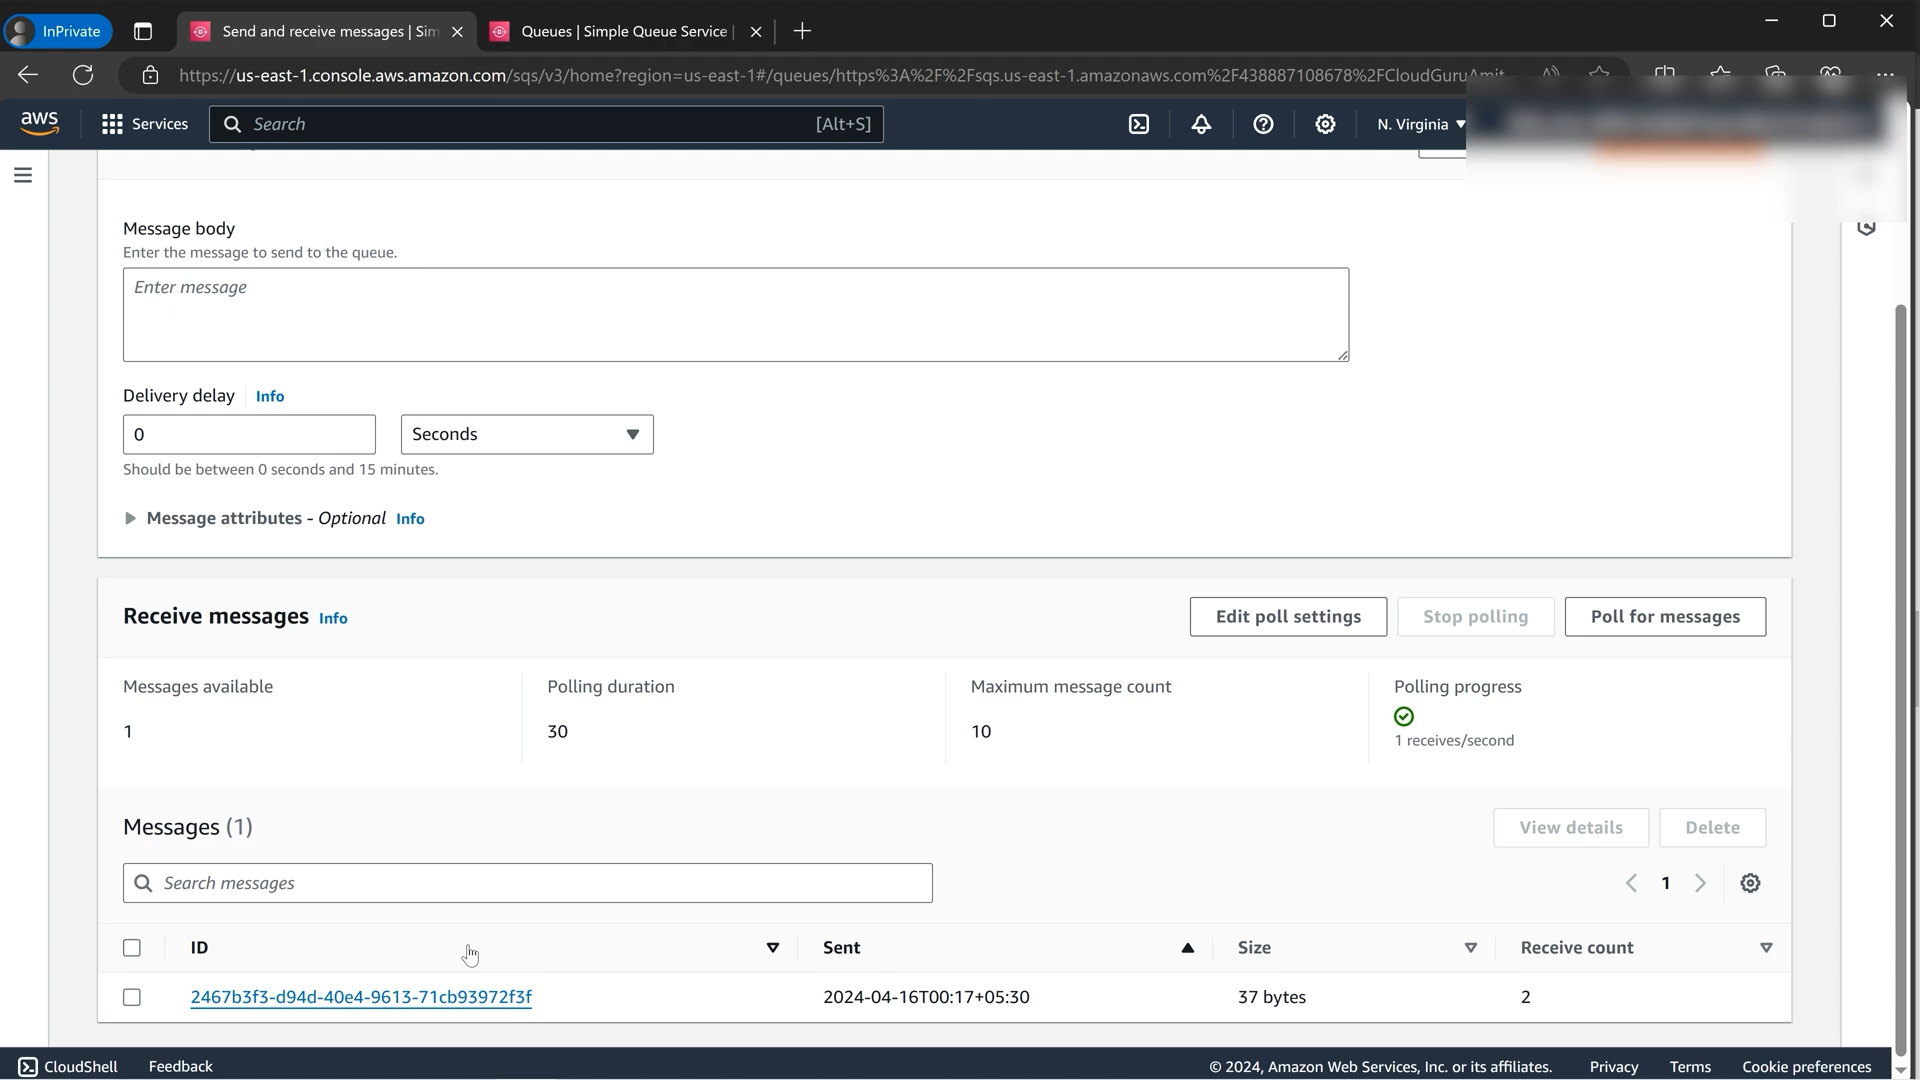 InPrivate
Send and receive messages | Sim
Queues | Simple Queue Service
https://us-east-1.console.aws.amazon.com/sqs/v3/home?region=us-east-1#/queues/https%3A%2F%2Fsqs.us-east-1.amazonaws.com%2F438887108678%2FCloudGuruAmit
aws
Services
Search
[Alt+S]
N. Virginia
Message body
Enter the message to send to the queue.
Enter message
Delivery delay Info
0
Seconds
Should be between 0 seconds and 15 minutes.
Message attributes - Optional Info
Receive messages Info
Edit poll settings
Stop polling
Poll for messages
Messages available
Polling duration
Maximum message count
Polling progress
1
30
10
1 receives/second
Messages (1)
View details
Delete
Search messages
1
ID
Sent
Size
Receive count
2467b3f3-d94d-40e4-9613-71cb93972f3f
2024-04-16T00:17+05:30
37 bytes
2
CloudShell
Feedback
© 2024, Amazon Web Services, Inc. or its affiliates.
Privacy
Terms
Cookie preferences